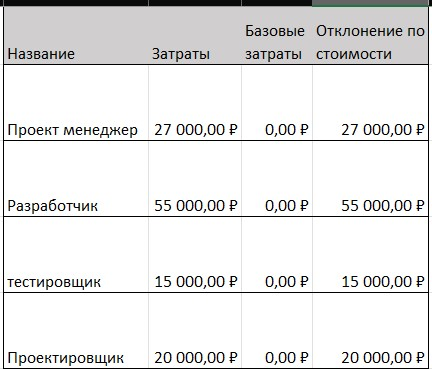 Название Затраты Базовые затраты Отклонение по стоимости
Проект менеджер 27 000,00 ₽ 0,00 ₽ 27 000,00 ₽
Разработчик 55 000,00 ₽ 0,00 ₽ 55 000,00 ₽
тестировщик 15 000,00 ₽ 0,00 ₽ 15 000,00 ₽
Проектировщик 20 000,00 ₽ 0,00 ₽ 20 000,00 ₽